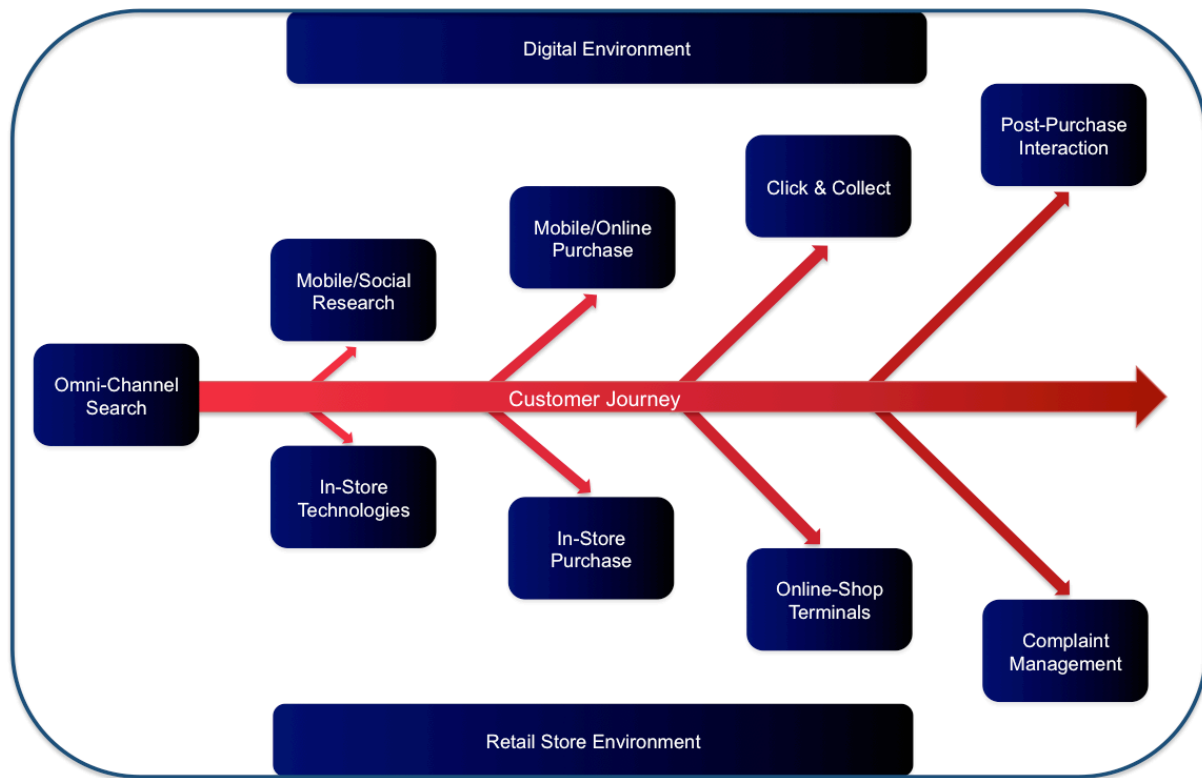 Digital Environment
Post-Purchase
Interaction
Click & Collect
Mobile/Online
Purchase
Mobile/Social
Research
Omni-Channel
Search
Customer Journey
In-Store
Technologies
In-Store
Purchase
Online-Shop
Terminals
Complaint
Management
Retail Store Environment